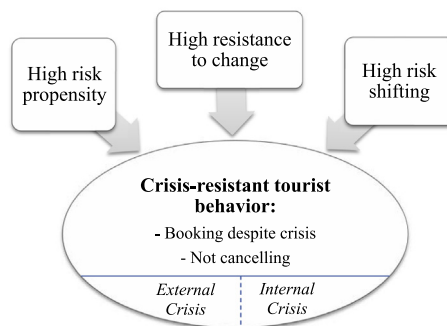 High risk
propensity
High resistance
to change
High risk
shifting
Crisis-resistant tourist
behavior:
- Booking despite crisis
- Not cancelling
External
Crisis
Internal
Crisis